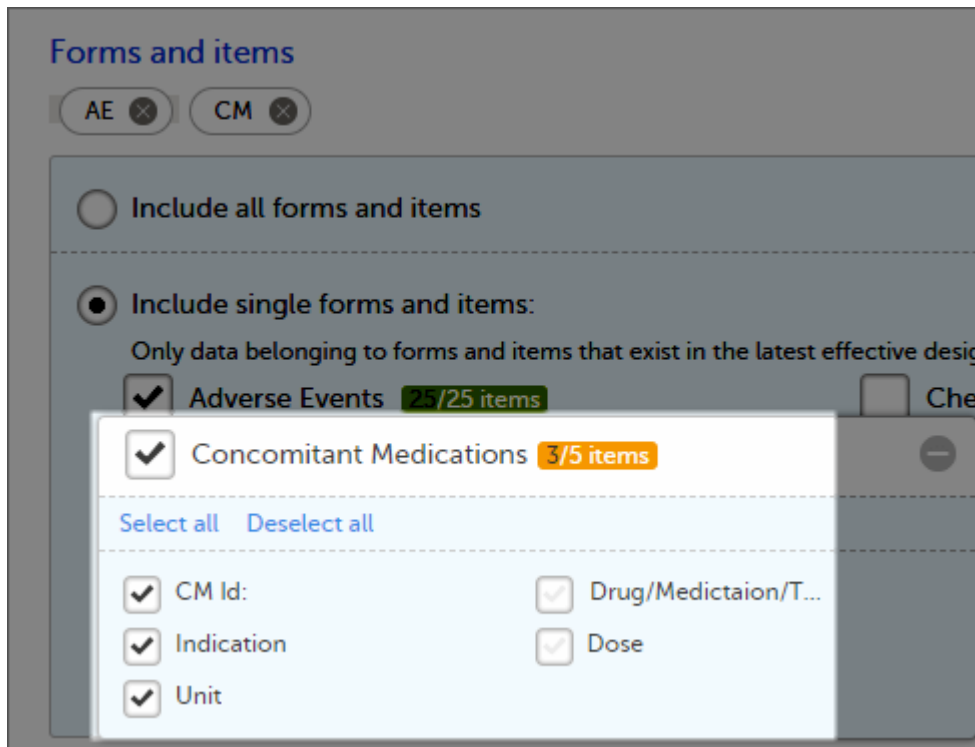 Forms and items
AE CM
Include all forms and items
Include single forms and items:
Only data belonging to forms and items that exist in the latest effective desig
Adverse Events 25/25 items Che
Concomitant Medications 3/5 items
Select all Deselect all
CM Id: Drug/Medictaion/T...
Indication Dose
Unit